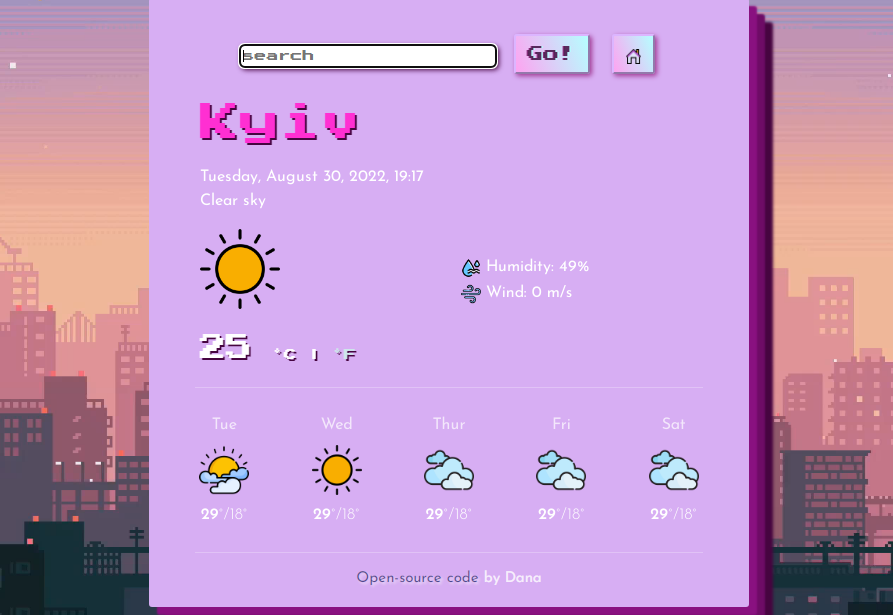 search Go!
Kyiv
Tuesday, August 30, 2022, 19:17
Clear sky
Humidity: 49%
Wind: 0 m/s
25 °C | °F
Tue Wed Thur Fri Sat
29°/18° 29°/18° 29°/18° 29°/18° 29°/18°
Open-source code by Dana